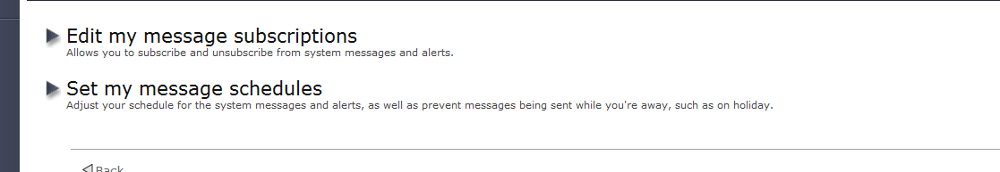 Edit my message subscriptions
Allows you to subscribe and unsubscribe from system messages and alerts.
Set my message schedules
Adjust your schedule for the system messages and alerts, as well as prevent messages being sent while you're away, such as on holiday.
Back